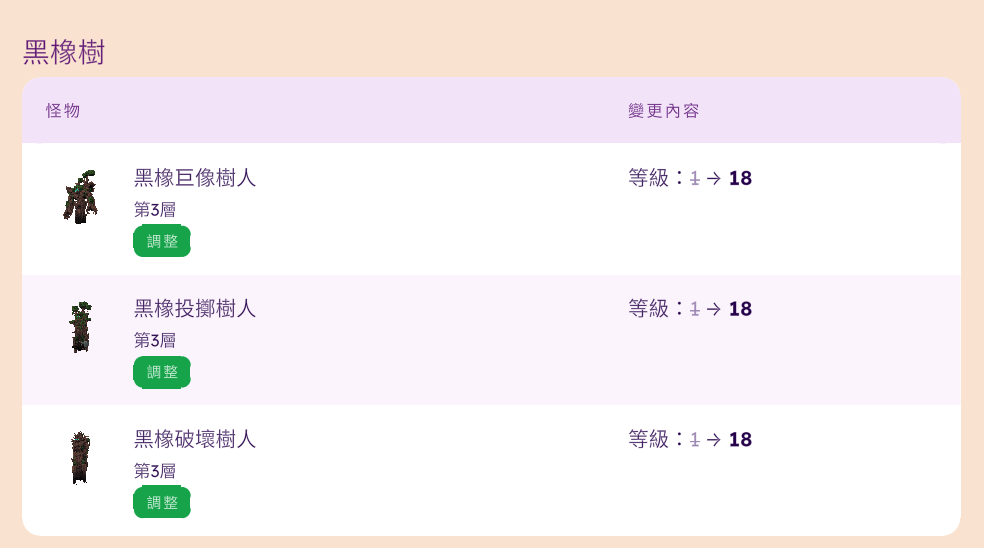 黑橡樹
怪物 變更內容
黑橡巨像樹人 等級：1 → 18
第3層
調整
黑橡投擲樹人 等級：1 → 18
第3層
調整
黑橡破壞樹人 等級：1 → 18
第3層
調整